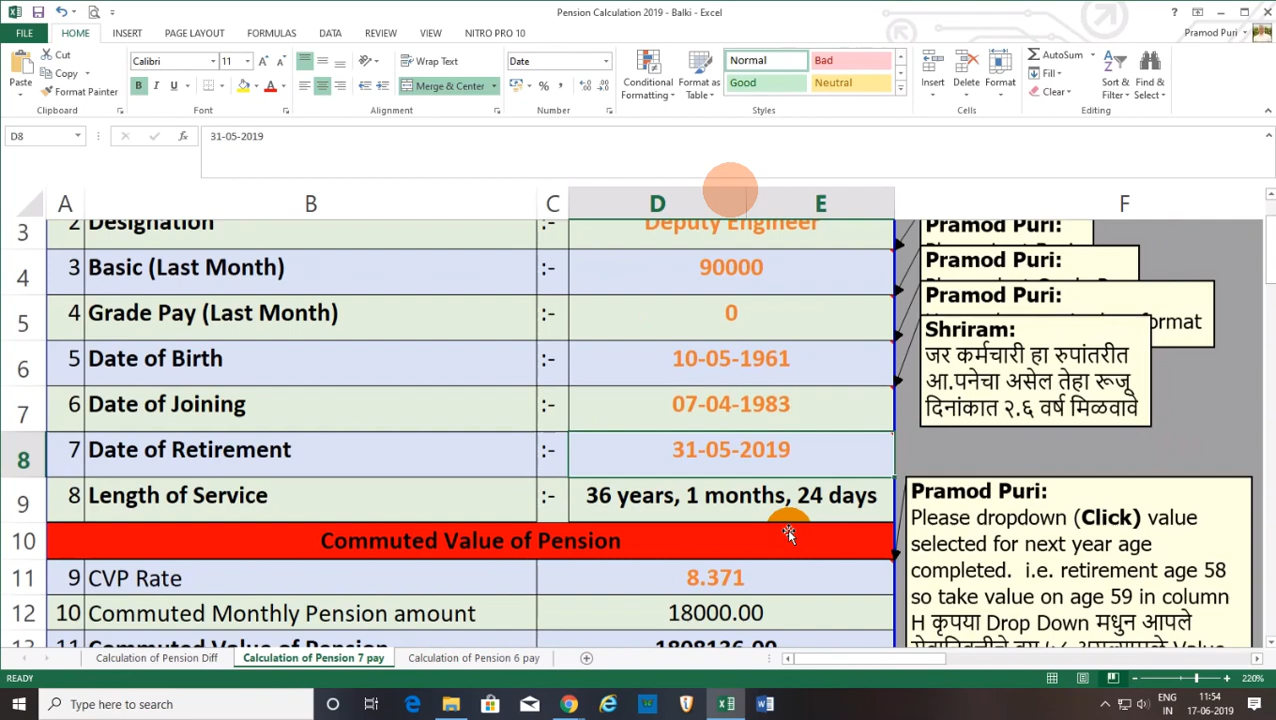 Pension Calculation 2019 - Balki - Excel
FILE HOME INSERT PAGE LAYOUT FORMULAS DATA REVIEW VIEW NITRO PRO 10 Pramod Puri
Cut
Copy
Format Painter
Paste
Clipboard
Calibri 11
B I U
Font
Wrap Text
Merge & Center
Alignment
Date
%
Number
Conditional Formatting
Format as Table
Normal Bad
Good Neutral
Styles
Insert Delete Format
Cells
AutoSum
Fill
Clear
Sort & Filter
Find & Select
Editing
D8 31-05-2019
A B C D E F
3 2 Designation :- Deputy Engineer
4 3 Basic (Last Month) :- 90000
5 4 Grade Pay (Last Month) :- 0
6 5 Date of Birth :- 10-05-1961
7 6 Date of Joining :- 07-04-1983
8 7 Date of Retirement :- 31-05-2019
9 8 Length of Service :- 36 years, 1 months, 24 days
10 Commuted Value of Pension
11 9 CVP Rate 8.371
12 10 Commuted Monthly Pension amount 18000.00
13 11 Commuted Value of Pension 1808136.00
Pramod Puri:
Pramod Puri:
Pramod Puri:
format
Shriram:
जर कर्मचारी हा रुपांतरीत
आ.पनेचा असेल तेहा रूजू
दिनांकात २.६ वर्ष मिळवावे
Pramod Puri:
Please dropdown (Click) value
selected for next year age
completed. i.e. retirement age 58
so take value on age 59 in column
H कृपया Drop Down मधुन आपले
Calculation of Pension Diff Calculation of Pension 7 pay Calculation of Pension 6 pay
READY 220%
Type here to search
ENG
IN
11:54
17-06-2019